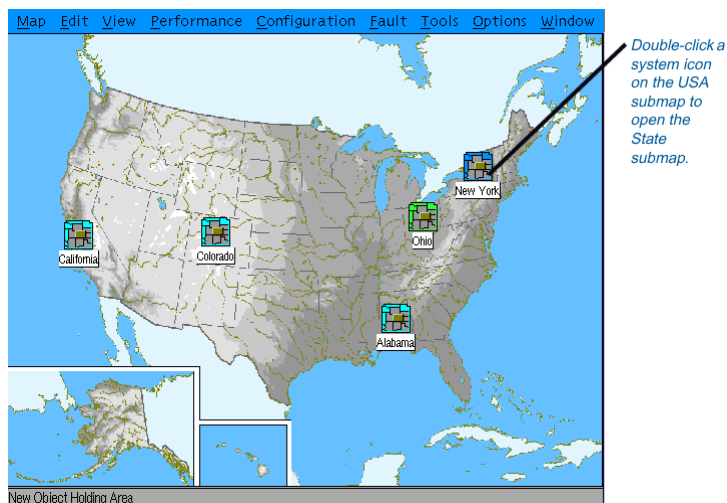 Map Edit View Performance Configuration Fault Tools Options Window
Double-click a
system icon
on the USA
submap to
open the
State
submap.
New York
Ohio
California
Colorado
Alabama
New Object Holding Area